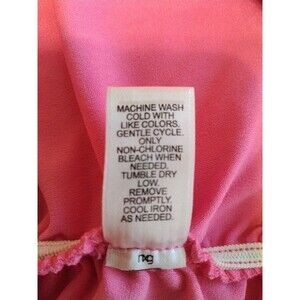 MACHINE WASH
COLD WITH
LIKE COLORS.
GENTLE CYCLE.
ONLY
NON-CHLORINE
BLEACH WHEN
NEEDED.
TUMBLE DRY
LOW.
REMOVE
PROMPTLY.
COOL IRON
AS NEEDED.